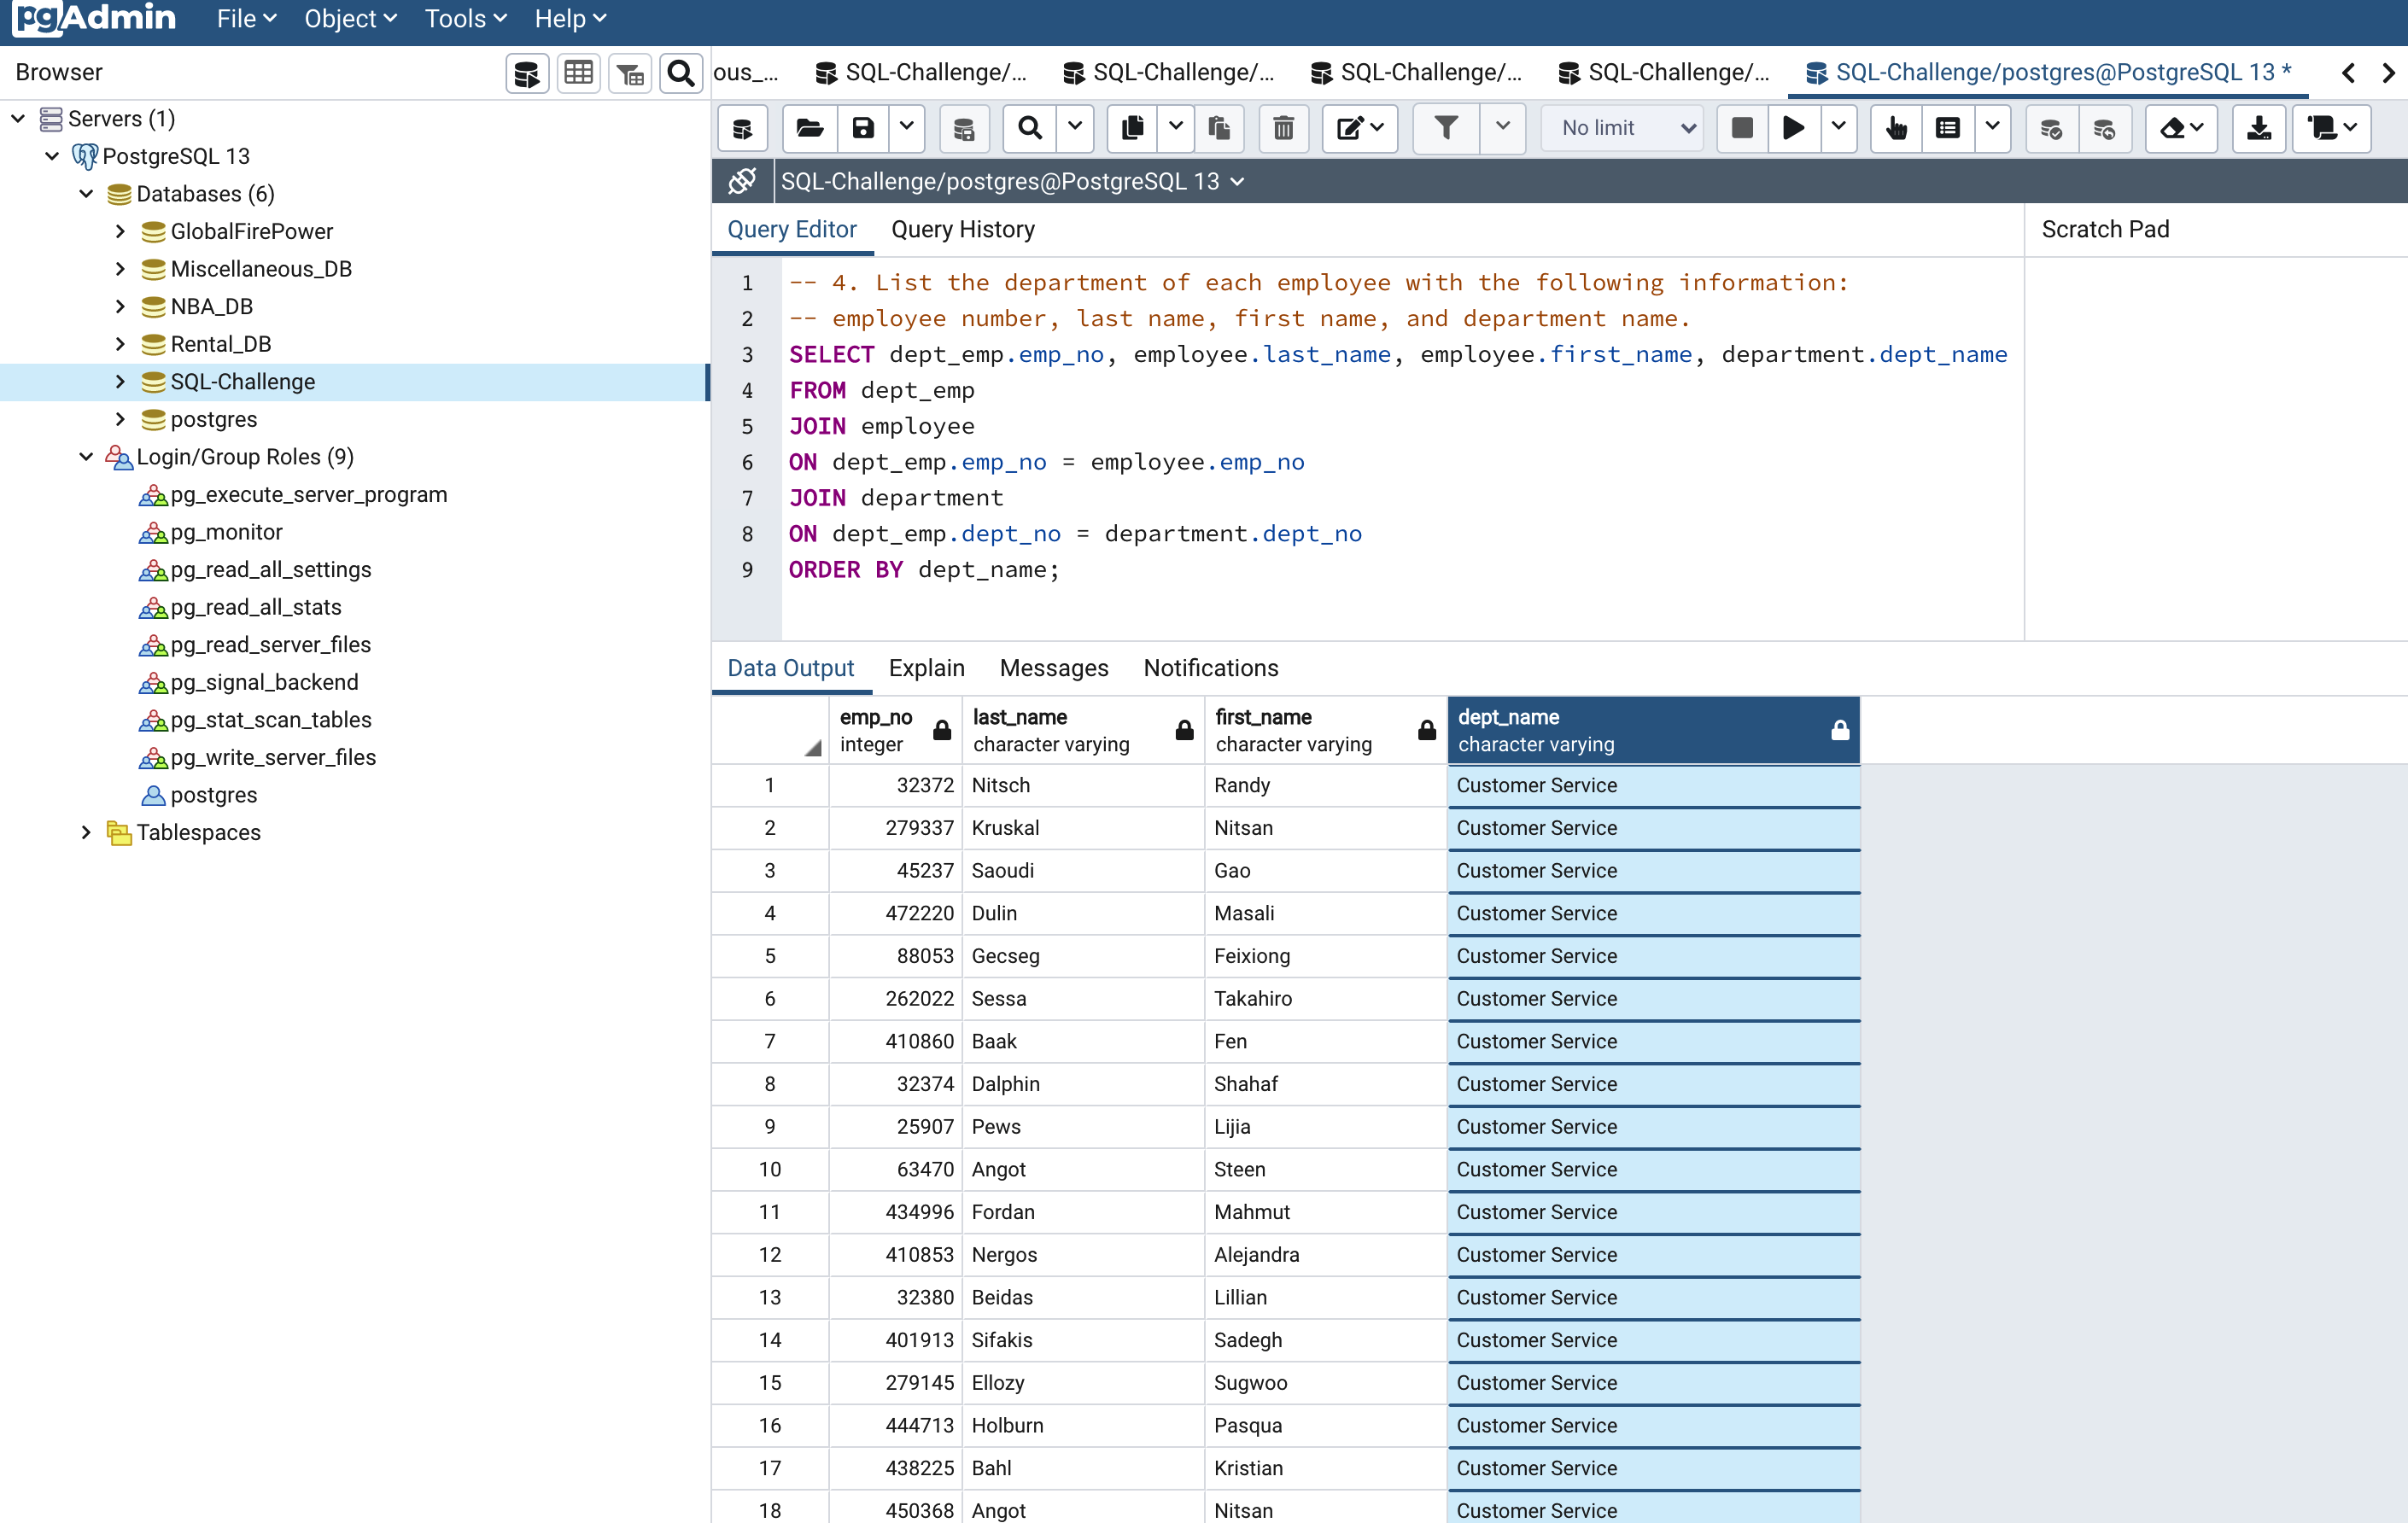 pgAdmin File Object Tools Help
Browser
ous_... SQL-Challenge/... SQL-Challenge/... SQL-Challenge/... SQL-Challenge/... SQL-Challenge/postgres@PostgreSQL 13 *
Servers (1)
PostgreSQL 13
Databases (6)
GlobalFirePower
Miscellaneous_DB
NBA_DB
Rental_DB
SQL-Challenge
postgres
Login/Group Roles (9)
pg_execute_server_program
pg_monitor
pg_read_all_settings
pg_read_all_stats
pg_read_server_files
pg_signal_backend
pg_stat_scan_tables
pg_write_server_files
postgres
Tablespaces
No limit
SQL-Challenge/postgres@PostgreSQL 13
Query Editor Query History
Scratch Pad
1 -- 4. List the department of each employee with the following information:
2 -- employee number, last name, first name, and department name.
3 SELECT dept_emp.emp_no, employee.last_name, employee.first_name, department.dept_name
4 FROM dept_emp
5 JOIN employee
6 ON dept_emp.emp_no = employee.emp_no
7 JOIN department
8 ON dept_emp.dept_no = department.dept_no
9 ORDER BY dept_name;
Data Output Explain Messages Notifications
emp_no last_name first_name dept_name
integer character varying character varying character varying
1 32372 Nitsch Randy Customer Service
2 279337 Kruskal Nitsan Customer Service
3 45237 Saoudi Gao Customer Service
4 472220 Dulin Masali Customer Service
5 88053 Gecseg Feixiong Customer Service
6 262022 Sessa Takahiro Customer Service
7 410860 Baak Fen Customer Service
8 32374 Dalphin Shahaf Customer Service
9 25907 Pews Lijia Customer Service
10 63470 Angot Steen Customer Service
11 434996 Fordan Mahmut Customer Service
12 410853 Nergos Alejandra Customer Service
13 32380 Beidas Lillian Customer Service
14 401913 Sifakis Sadegh Customer Service
15 279145 Ellozy Sugwoo Customer Service
16 444713 Holburn Pasqua Customer Service
17 438225 Bahl Kristian Customer Service
18 450368 Angot Nitsan Customer Service